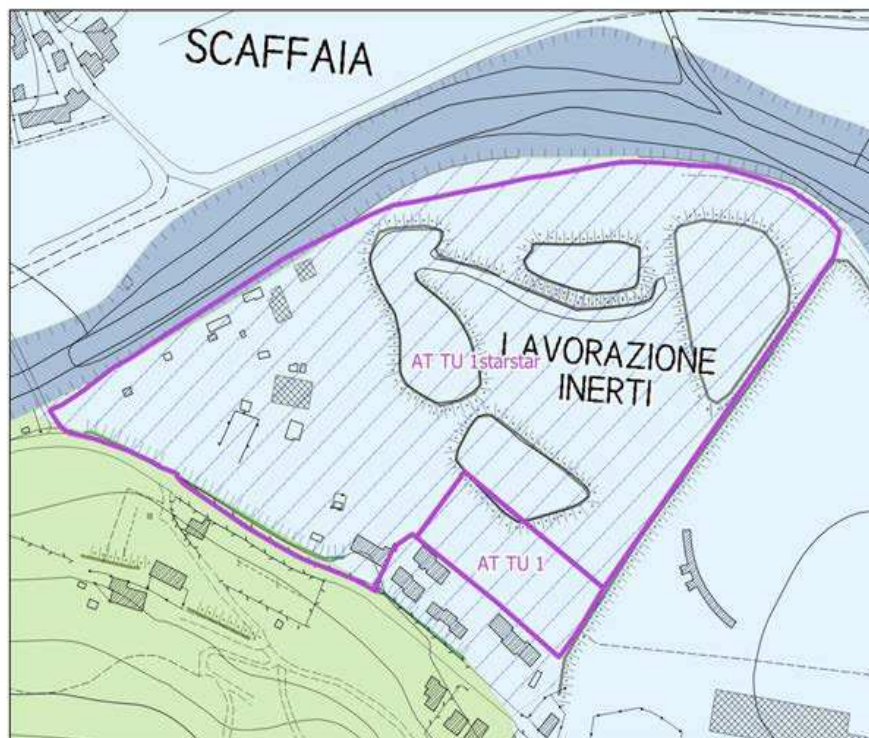 SCAFFAIA
LAVORAZIONE
INERTI
AT TU 1starstar
AT TU 1